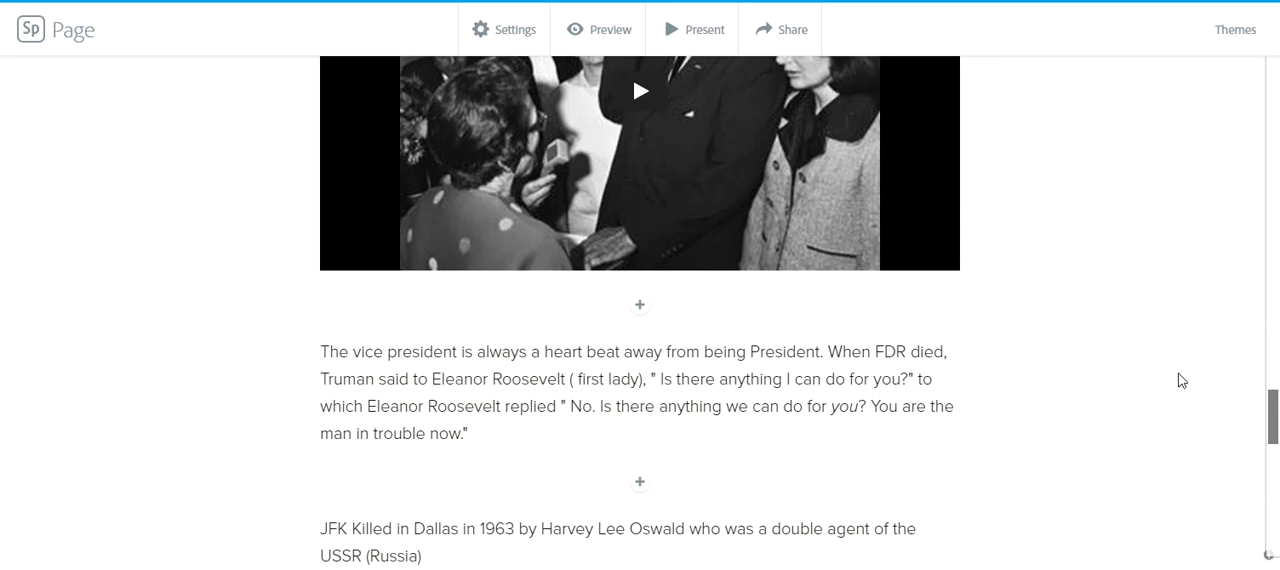 Sp Page
Settings
Preview
Present
Share
Themes
The vice president is always a heart beat away from being President. When FDR died,
Truman said to Eleanor Roosevelt ( first lady), " Is there anything I can do for you?" to
which Eleanor Roosevelt replied " No. Is there anything we can do for you? You are the
man in trouble now."
JFK Killed in Dallas in 1963 by Harvey Lee Oswald who was a double agent of the
USSR (Russia)